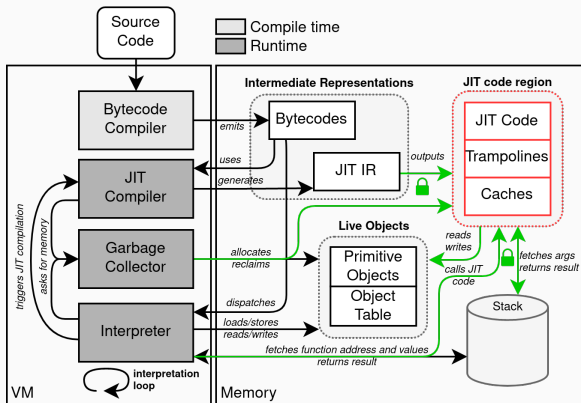 Source
Code
Compile time
Runtime
Intermediate Representations
JIT code region
Bytecode
Compiler
emits
Bytecodes
JIT Code
Trampolines
Caches
uses
outputs
JIT
Compiler
generates
JIT IR
triggers JIT compilation
asks for memory
Live Objects
Garbage
Collector
allocates
reclaims
Primitive
Objects
Object
Table
reads
writes
calls JIT
code
fetches args
returns result
dispatches
Interpreter
loads/stores
reads/writes
Stack
fetches function address and values
returns result
interpretation
loop
VM
Memory